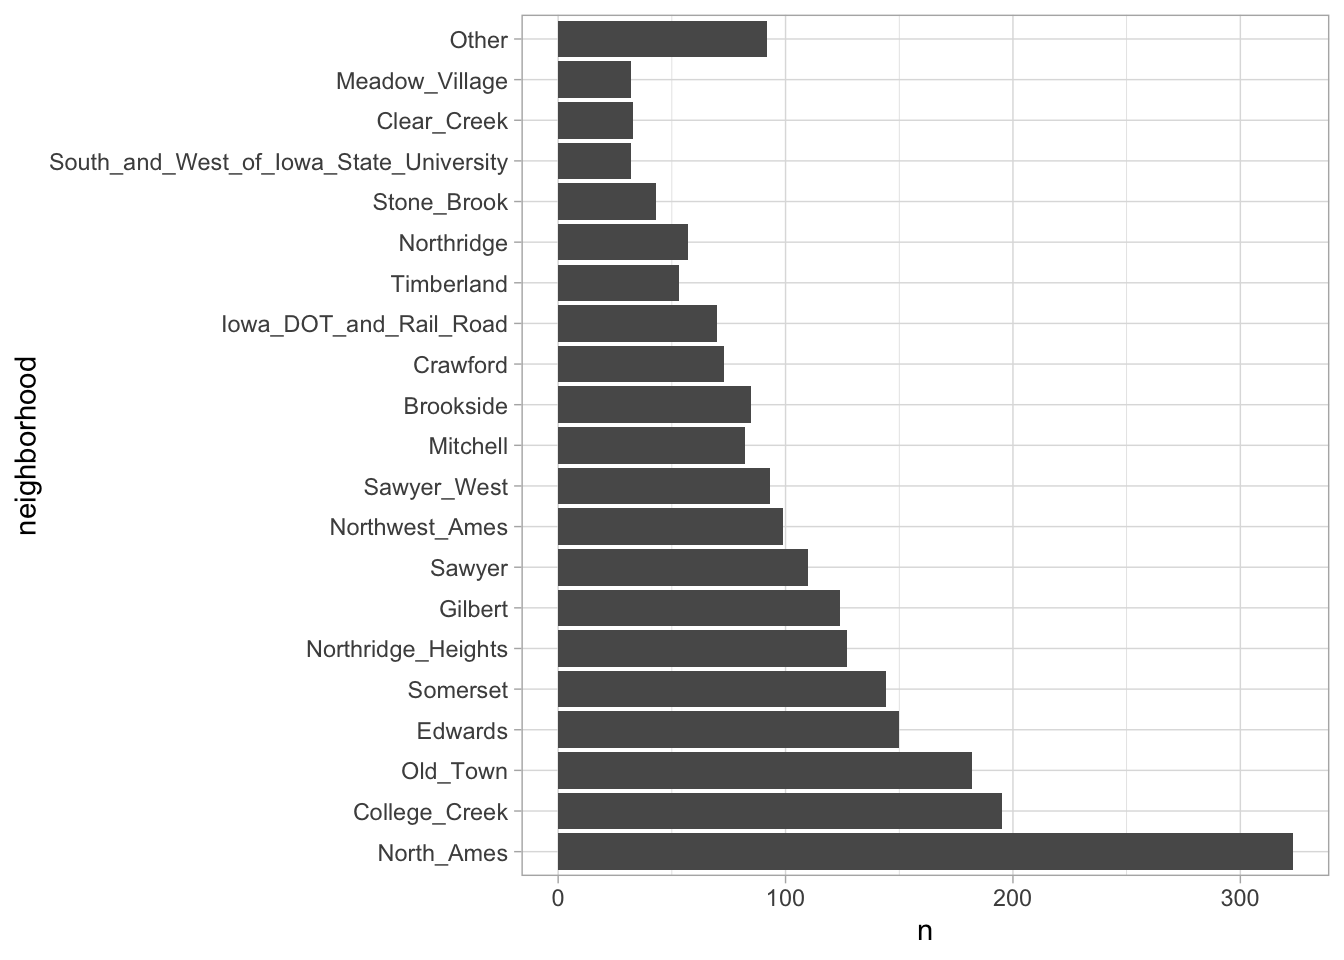 Other
Meadow_Village
Clear_Creek
South_and_West_of_Iowa_State_University
Stone_Brook
Northridge
Timberland
Iowa_DOT_and_Rail_Road
Crawford
Brookside
Mitchell
Sawyer_West
Northwest_Ames
Sawyer
Gilbert
Northridge_Heights
Somerset
Edwards
Old_Town
College_Creek
North_Ames
neighborhood
0 100 200 300
n